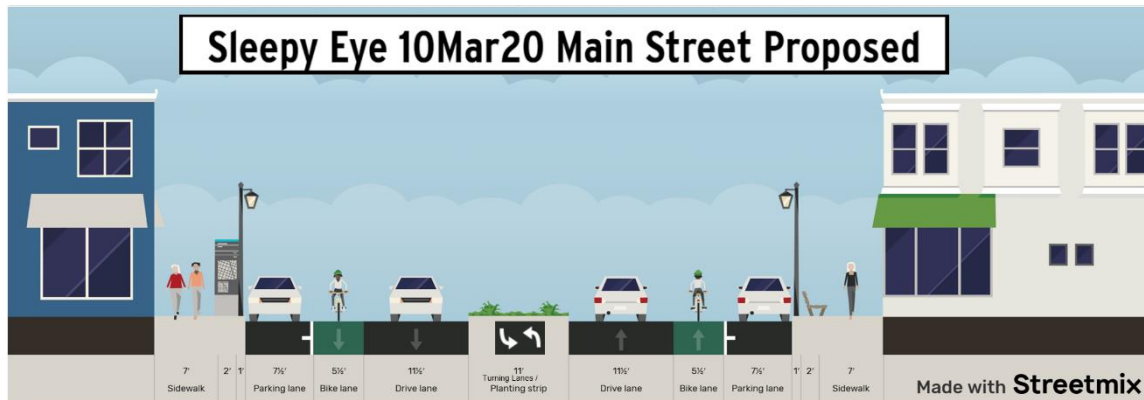 Sleepy Eye 10Mar20 Main Street Proposed
7' 2' 1' 7½' 5½' 11½' 11' 11½' 5½' 7½' 1' 2' 7'
Sidewalk Parking lane Bike lane Drive lane Turning Lanes / Planting strip Drive lane Bike lane Parking lane Sidewalk
Made with Streetmix